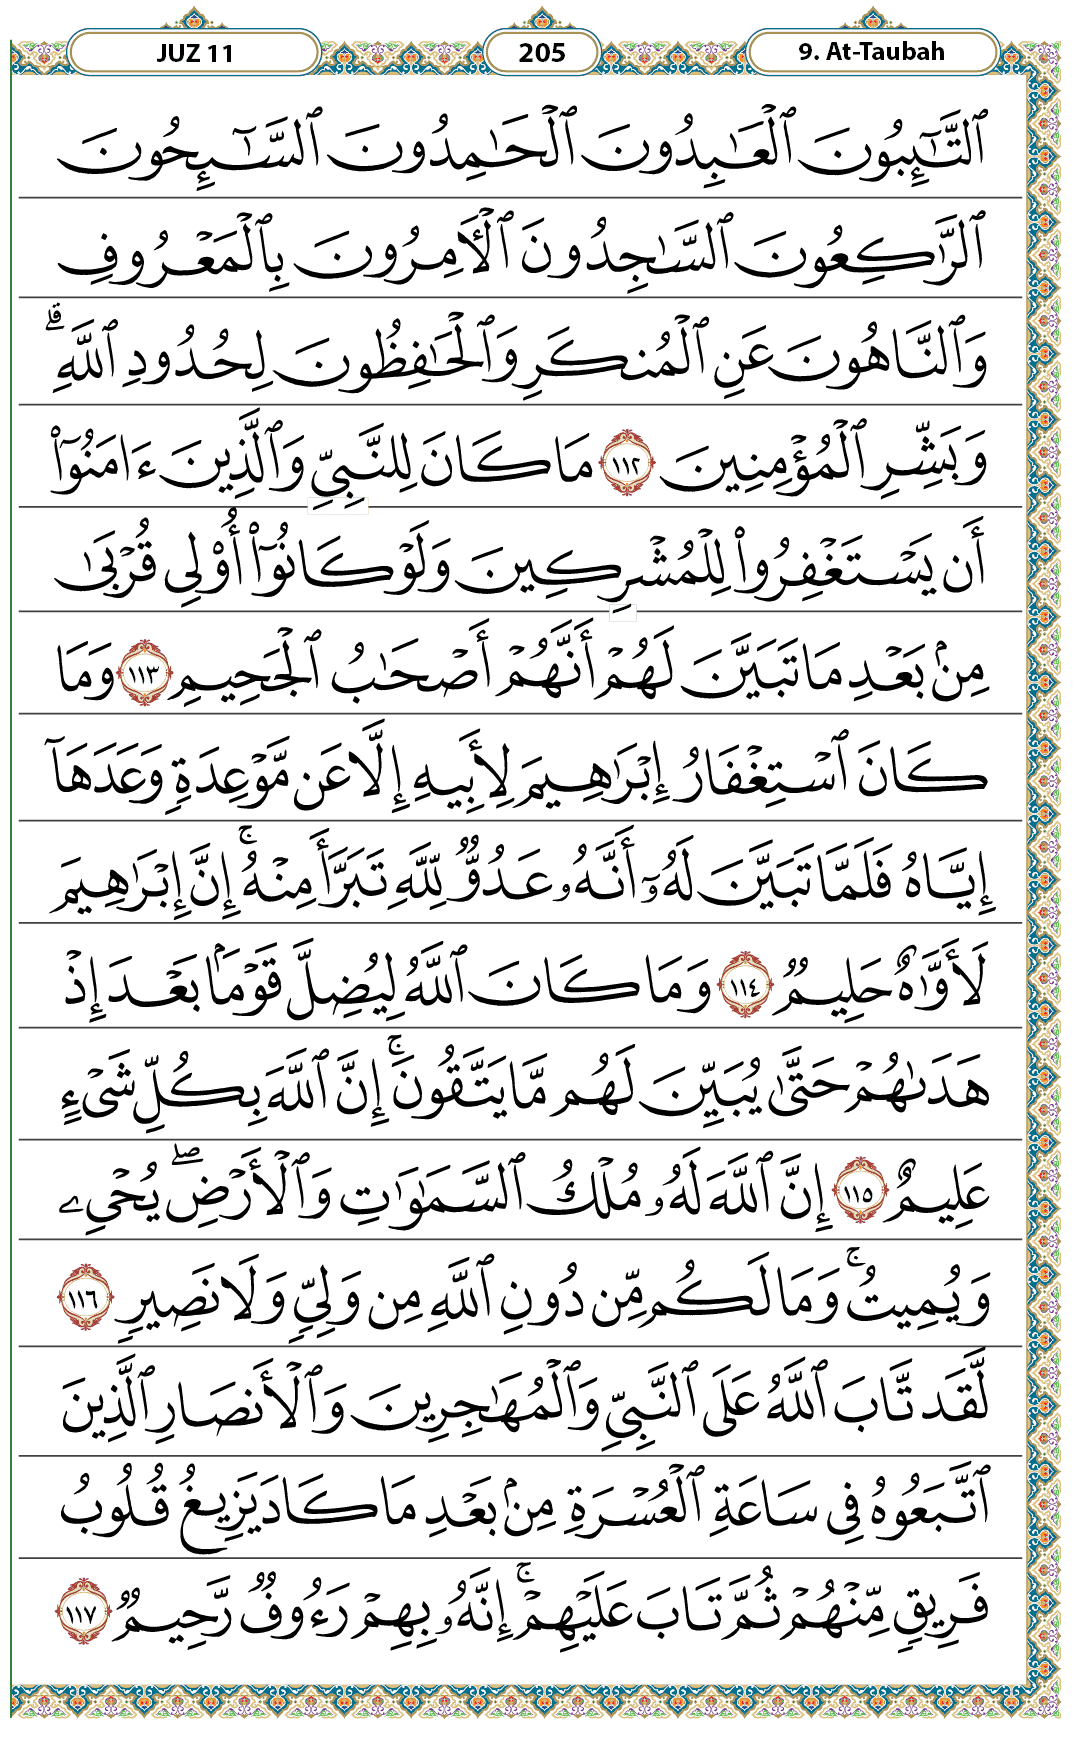 JUZ 11
205
9. At-Taubah
ٱلتَّـٰٓئِبُونَ ٱلْعَـٰبِدُونَ ٱلْحَـٰمِدُونَ ٱلسَّـٰٓئِحُونَ
ٱلرَّٰكِعُونَ ٱلسَّـٰجِدُونَ ٱلْـَٔامِرُونَ بِٱلْمَعْرُوفِ
وَٱلنَّاهُونَ عَنِ ٱلْمُنكَرِ وَٱلْحَـٰفِظُونَ لِحُدُودِ ٱللَّهِ ۗ
وَبَشِّرِ ٱلْمُؤْمِنِينَ ١١٢ مَا كَانَ لِلنَّبِىِّ وَٱلَّذِينَ ءَامَنُوٓا۟
أَن يَسْتَغْفِرُوا۟ لِلْمُشْرِكِينَ وَلَوْ كَانُوٓا۟ أُو۟لِى قُرْبَىٰ
مِنۢ بَعْدِ مَا تَبَيَّنَ لَهُمْ أَنَّهُمْ أَصْحَـٰبُ ٱلْجَحِيمِ ١١٣ وَمَا
كَانَ ٱسْتِغْفَارُ إِبْرَٰهِيمَ لِأَبِيهِ إِلَّا عَن مَّوْعِدَةٍ وَعَدَهَآ
إِيَّاهُ فَلَمَّا تَبَيَّنَ لَهُۥٓ أَنَّهُۥ عَدُوٌّ لِّلَّهِ تَبَرَّأَ مِنْهُ ۚ إِنَّ إِبْرَٰهِيمَ
لَأَوَّٰهٌ حَلِيمٌ ١١٤ وَمَا كَانَ ٱللَّهُ لِيُضِلَّ قَوْمًۢا بَعْدَ إِذْ
هَدَىٰهُمْ حَتَّىٰ يُبَيِّنَ لَهُم مَّا يَتَّقُونَ ۚ إِنَّ ٱللَّهَ بِكُلِّ شَىْءٍ
عَلِيمٌ ١١٥ إِنَّ ٱللَّهَ لَهُۥ مُلْكُ ٱلسَّمَـٰوَٰتِ وَٱلْأَرْضِ ۖ يُحْىِۦ
وَيُمِيتُ ۚ وَمَا لَكُم مِّن دُونِ ٱللَّهِ مِن وَلِىٍّ وَلَا نَصِيرٍ ١١٦
لَّقَد تَّابَ ٱللَّهُ عَلَى ٱلنَّبِىِّ وَٱلْمُهَـٰجِرِينَ وَٱلْأَنصَارِ ٱلَّذِينَ
ٱتَّبَعُوهُ فِى سَاعَةِ ٱلْعُسْرَةِ مِنۢ بَعْدِ مَا كَادَ يَزِيغُ قُلُوبُ
فَرِيقٍ مِّنْهُمْ ثُمَّ تَابَ عَلَيْهِمْ ۚ إِنَّهُۥ بِهِمْ رَءُوفٌ رَّحِيمٌ ١١٧